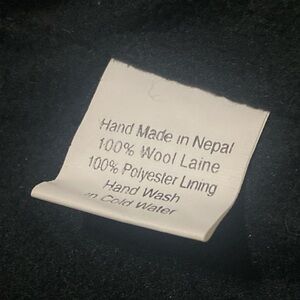 Hand Made in Nepal
100% Wool Laine
100% Polyester Lining
Hand Wash
in Cold Water